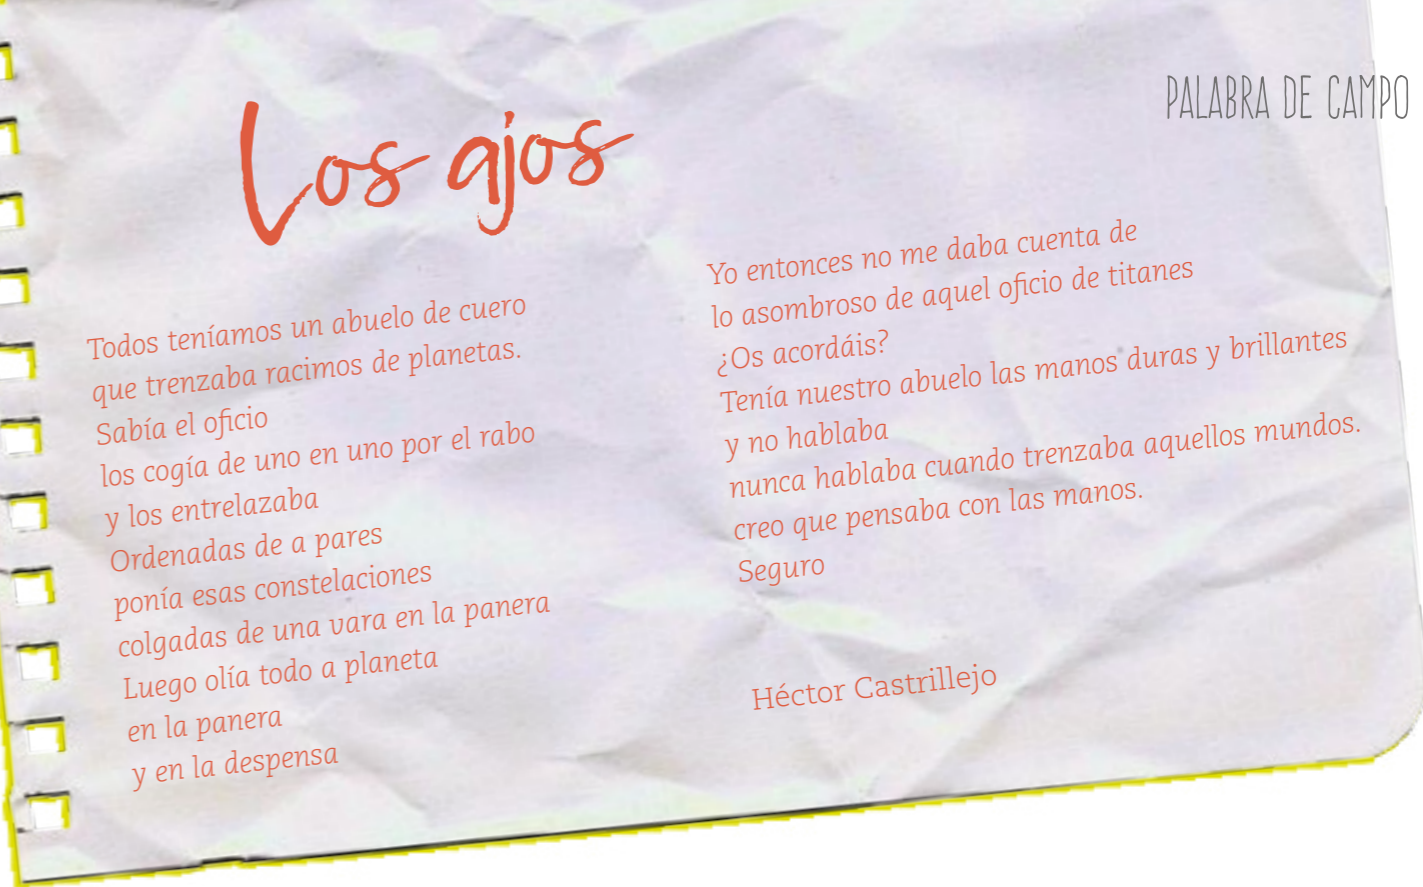 PALABRA DE CAMPO
Los ajos
Todos teníamos un abuelo de cuero
que trenzaba racimos de planetas.
Sabía el oficio
los cogía de uno en uno por el rabo
y los entrelazaba
Ordenadas de a pares
ponía esas constelaciones
colgadas de una vara en la panera
Luego olía todo a planeta
en la panera
y en la despensa
Yo entonces no me daba cuenta de
lo asombroso de aquel oficio de titanes
¿Os acordáis?
Tenía nuestro abuelo las manos duras y brillantes
y no hablaba
nunca hablaba cuando trenzaba aquellos mundos.
creo que pensaba con las manos.
Seguro
Héctor Castrillejo